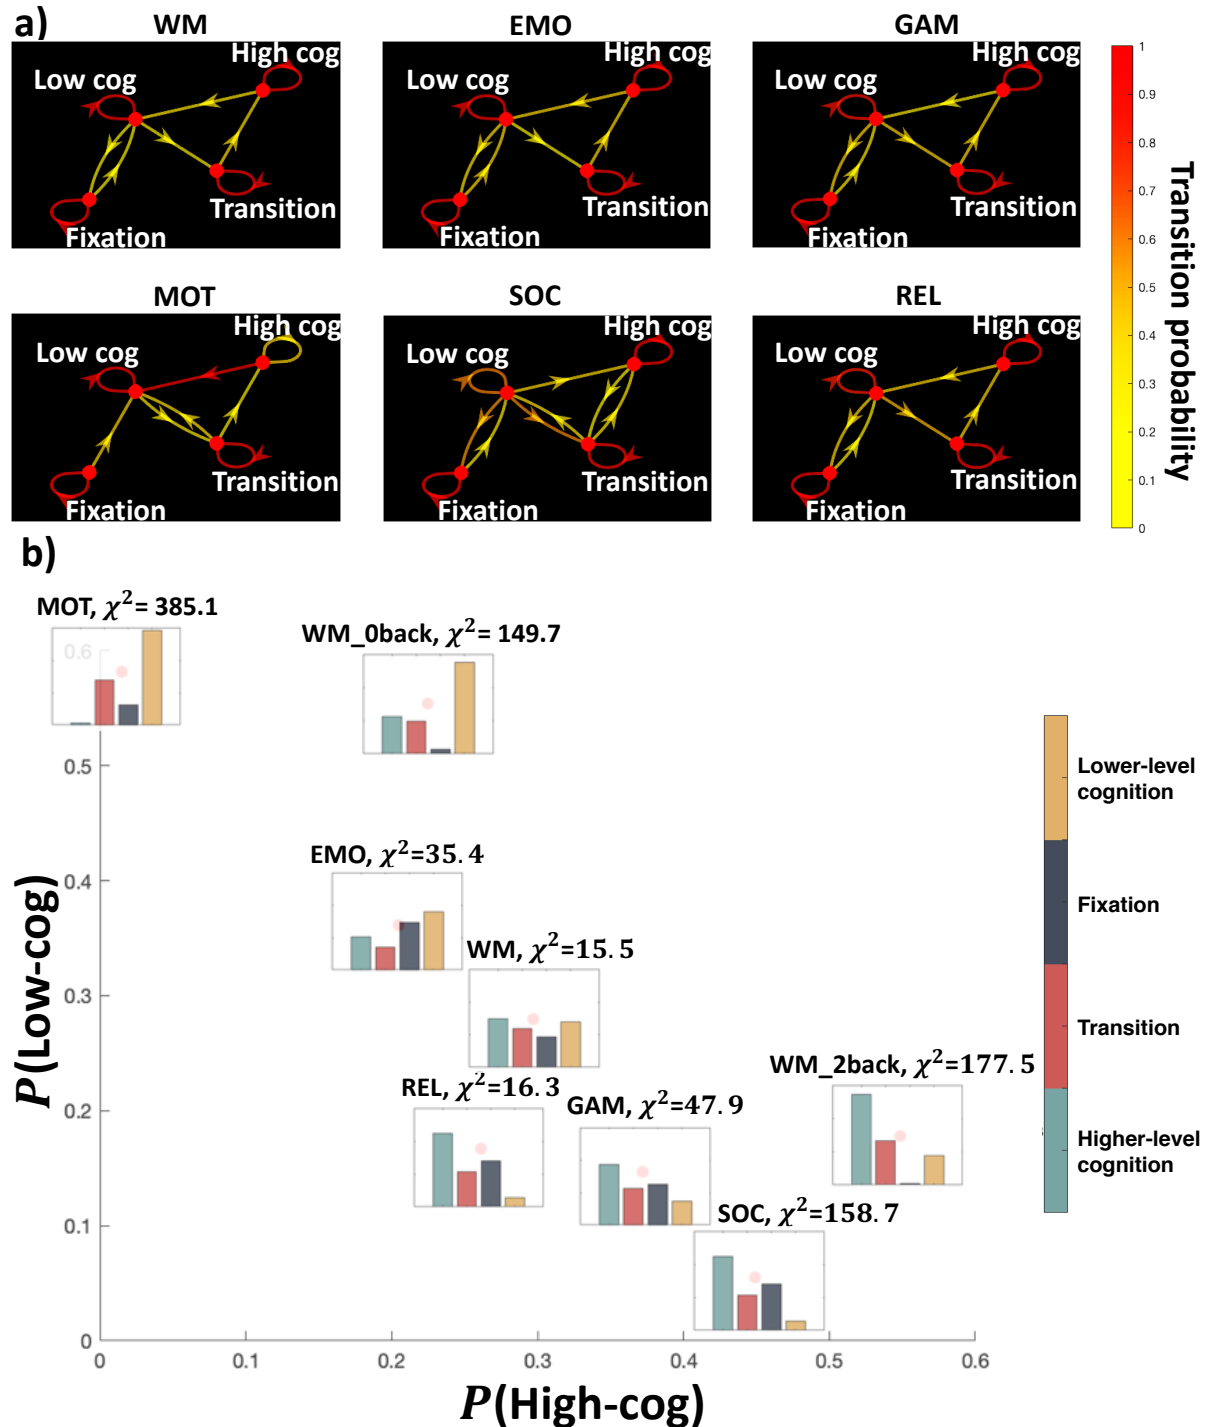 a)
WM
EMO
GAM
High cog
Low cog
Transition
Fixation
High cog
Low cog
Transition
Fixation
High cog
Low cog
Transition
Fixation
MOT
SOC
REL
High cog
Low cog
Transition
Fixation
High cog
Low cog
Transition
Fixation
High cog
Low cog
Transition
Fixation
1
0.9
0.8
0.7
0.6
0.5
0.4
0.3
0.2
0.1
0
Transition probability
b)
MOT, χ²= 385.1
WM_0back, χ²= 149.7
EMO, χ²=35.4
WM, χ²=15.5
REL, χ²=16.3
GAM, χ²=47.9
WM_2back, χ²=177.5
SOC, χ²=158.7
0.6
0.5
0.4
0.3
0.2
0.1
0
P(Low-cog)
0
0.1
0.2
0.3
0.4
0.5
0.6
P(High-cog)
Lower-level
cognition
Fixation
Transition
Higher-level
cognition